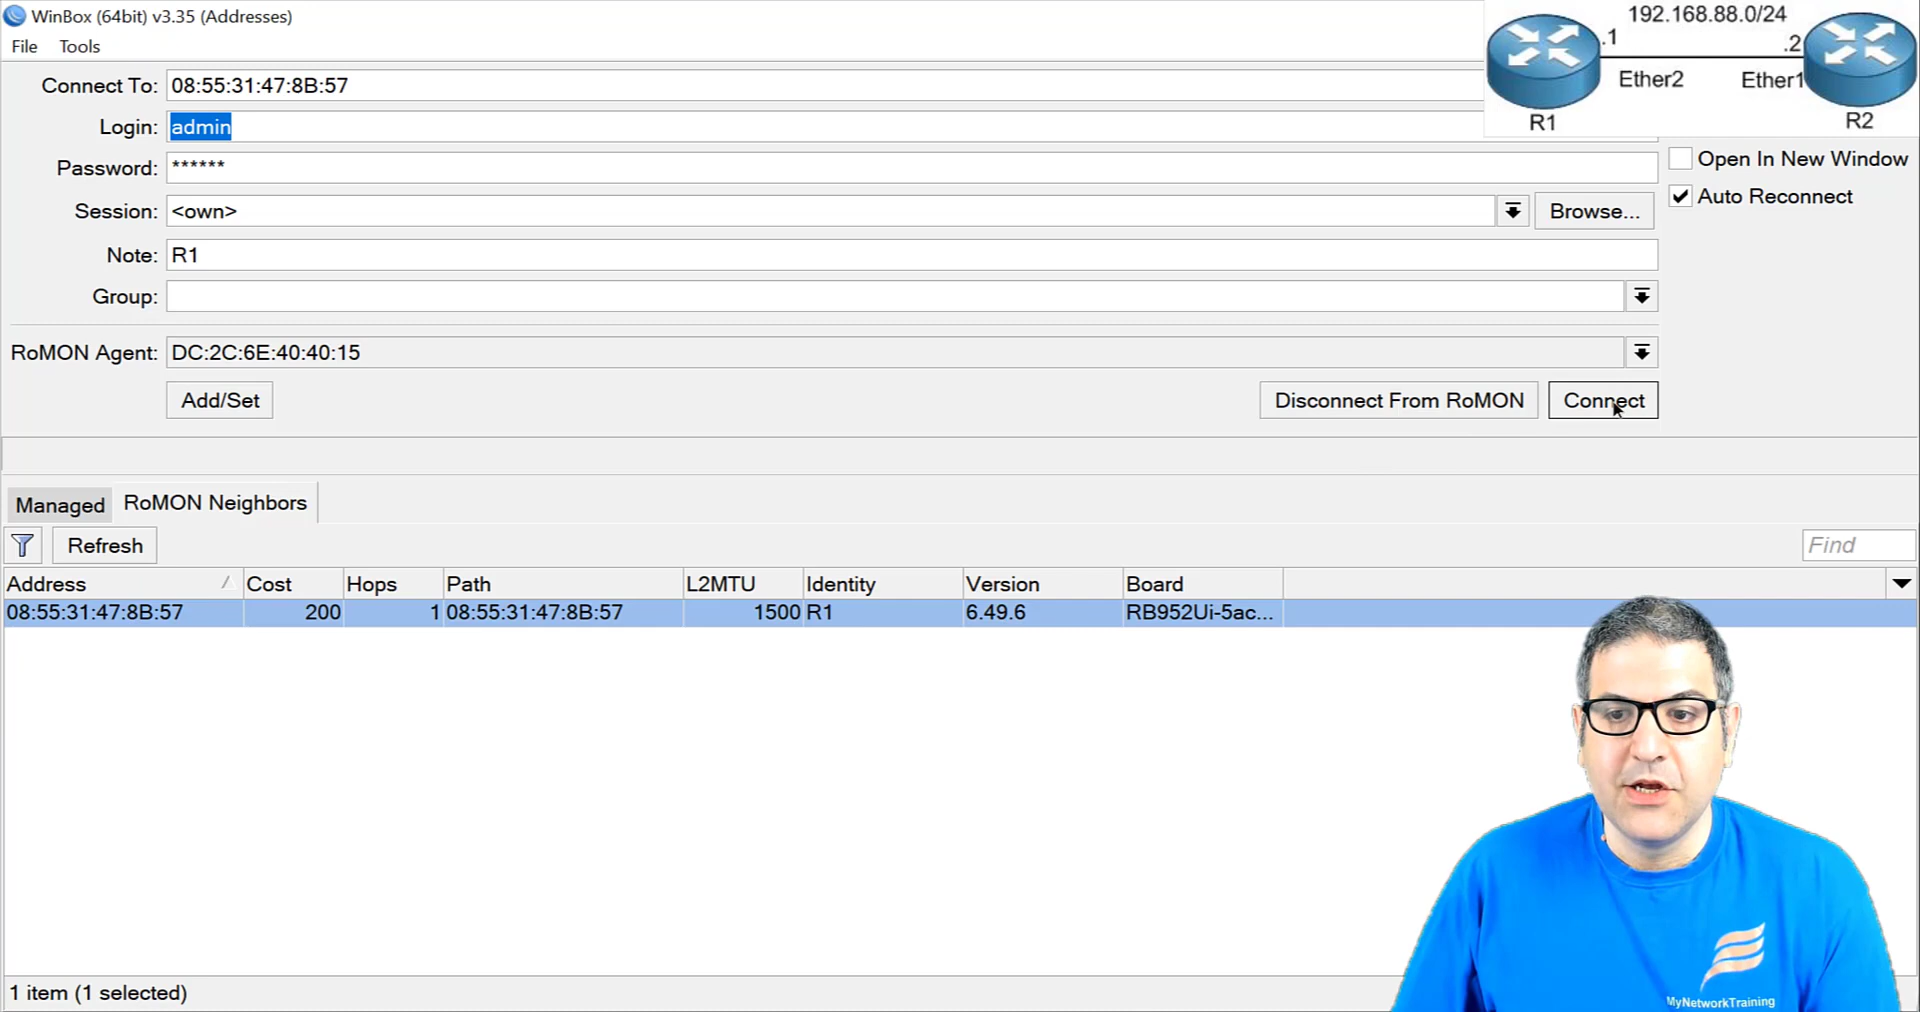 WinBox (64bit) v3.35 (Addresses)
File Tools
192.168.88.0/24
.1 .2
Ether2 Ether1
R1 R2
Connect To: 08:55:31:47:8B:57
Login: admin
Password: ******
Open In New Window
Auto Reconnect
Session: <own> Browse...
Note: R1
Group:
RoMON Agent: DC:2C:6E:40:40:15
Add/Set Disconnect From RoMON Connect
Managed RoMON Neighbors
Refresh Find
Address Cost Hops Path L2MTU Identity Version Board
08:55:31:47:8B:57 200 1 08:55:31:47:8B:57 1500 R1 6.49.6 RB952Ui-5ac...
1 item (1 selected)
MyNetworkTraining